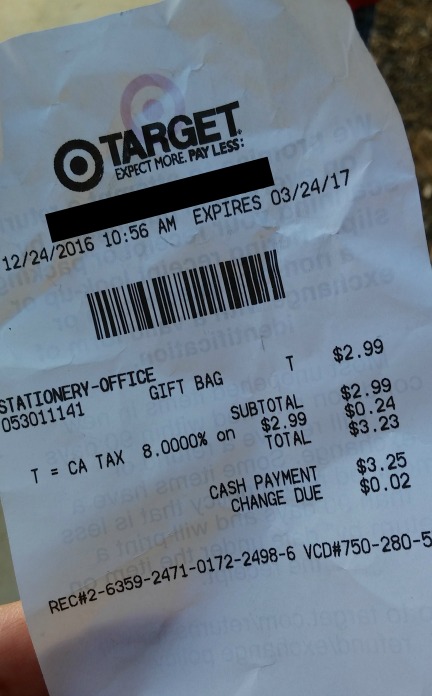 TARGET
EXPECT MORE. PAY LESS.
12/24/2016 10:56 AM EXPIRES 03/24/17
STATIONERY-OFFICE
053011141 GIFT BAG T $2.99
SUBTOTAL $2.99
T = CA TAX 8.0000% on $2.99 $0.24
TOTAL $3.23
CASH PAYMENT $3.25
CHANGE DUE $0.02
REC#2-6359-2471-0172-2498-6 VCD#750-280-5